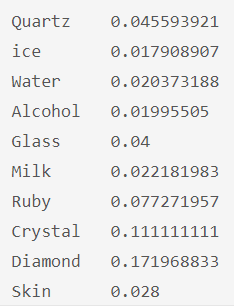 Quartz 0.045593921
ice 0.017908907
Water 0.020373188
Alcohol 0.01995505
Glass 0.04
Milk 0.022181983
Ruby 0.077271957
Crystal 0.111111111
Diamond 0.171968833
Skin 0.028